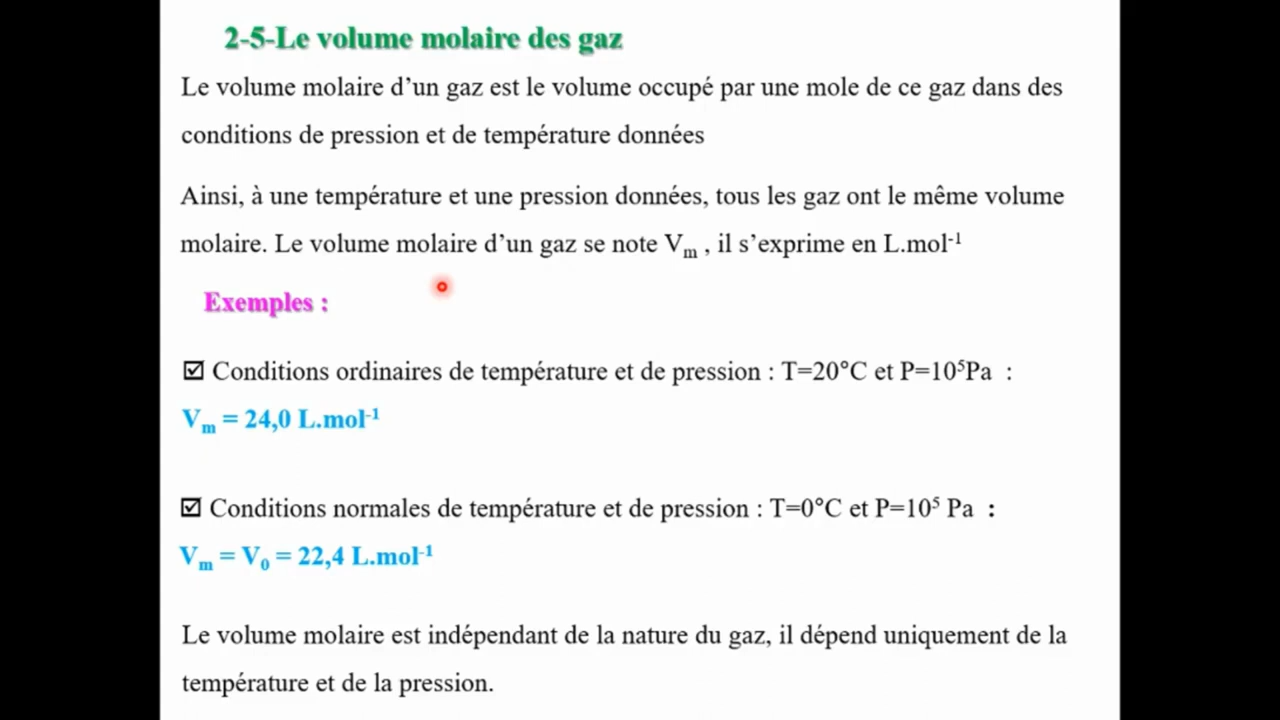 2-5-Le volume molaire des gaz
Le volume molaire d’un gaz est le volume occupé par une mole de ce gaz dans des
conditions de pression et de température données
Ainsi, à une température et une pression données, tous les gaz ont le même volume
molaire. Le volume molaire d’un gaz se note Vₘ , il s’exprime en L.mol⁻¹
Exemples :
☑ Conditions ordinaires de température et de pression : T=20°C et P=10⁵Pa :
Vₘ = 24,0 L.mol⁻¹
☑ Conditions normales de température et de pression : T=0°C et P=10⁵ Pa :
Vₘ = V₀ = 22,4 L.mol⁻¹
Le volume molaire est indépendant de la nature du gaz, il dépend uniquement de la
température et de la pression.